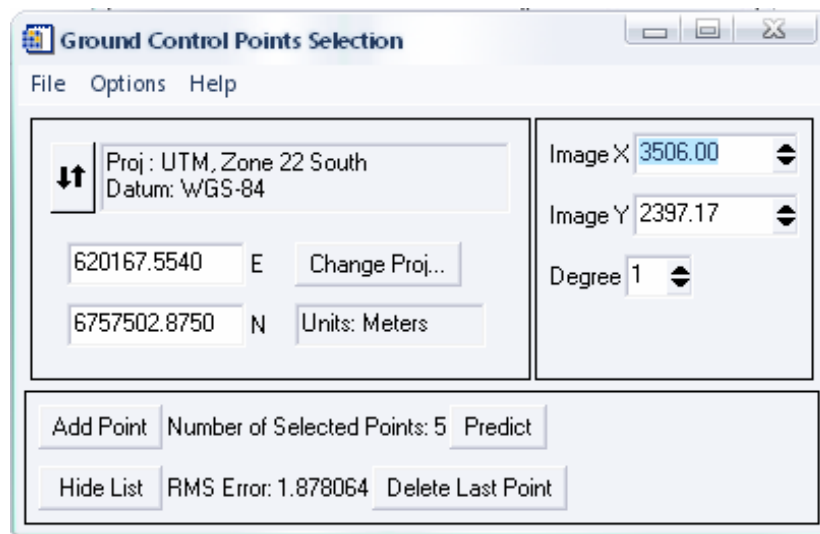 Ground Control Points Selection
File Options Help
Proj : UTM, Zone 22 South
Datum: WGS-84
620167.5540 E Change Proj...
6757502.8750 N Units: Meters
Image X 3506.00
Image Y 2397.17
Degree 1
Add Point Number of Selected Points: 5 Predict
Hide List RMS Error: 1.878064 Delete Last Point